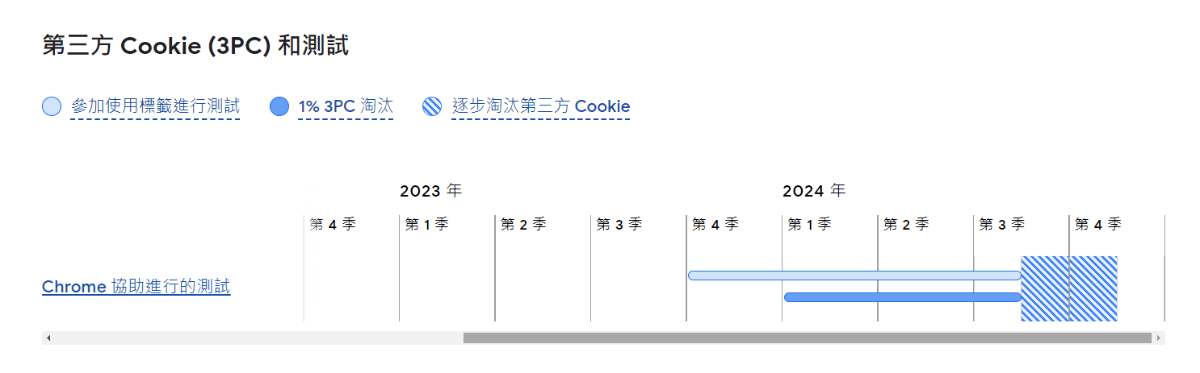 第三方 Cookie (3PC) 和測試
參加使用標籤進行測試 1% 3PC 淘汰 逐步淘汰第三方 Cookie
2023 年 2024 年
第 4 季 第 1 季 第 2 季 第 3 季 第 4 季 第 1 季 第 2 季 第 3 季 第 4 季
Chrome 協助進行的測試